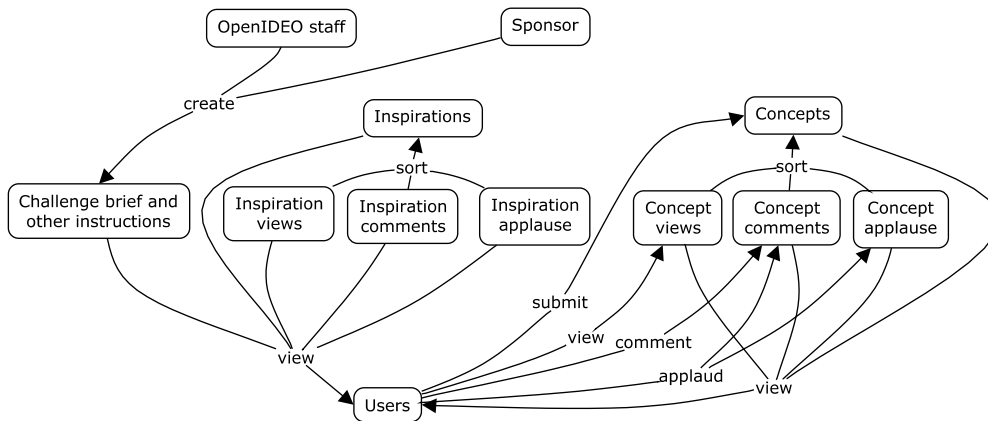 OpenIDEO staff
Sponsor
create
Inspirations
Concepts
sort
sort
Challenge brief and
other instructions
Inspiration
views
Inspiration
comments
Inspiration
applause
Concept
views
Concept
comments
Concept
applause
submit
view
comment
view
applaud
view
Users